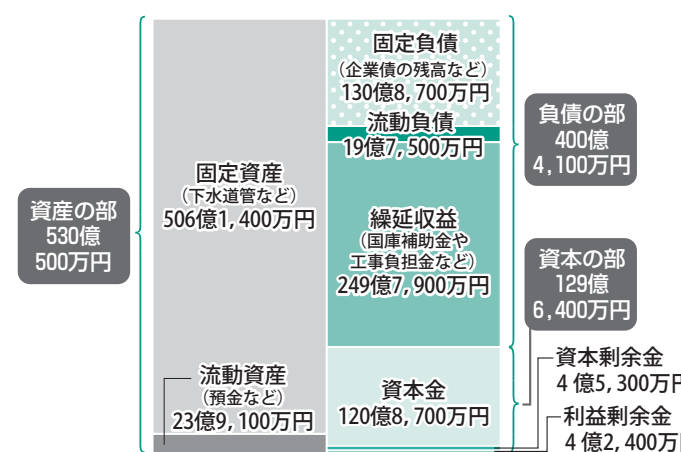 資産の部
530億
500万円
固定資産
（下水道管など）
506億1,400万円
流動資産
（預金など）
23億9,100万円
固定負債
（企業債の残高など）
130億8,700万円
流動負債
19億7,500万円
繰延収益
（国庫補助金や
工事負担金など）
249億7,900万円
資本金
120億8,700万円
負債の部
400億
4,100万円
資本の部
129億
6,400万円
資本剰余金
4億5,300万円
利益剰余金
4億2,400万